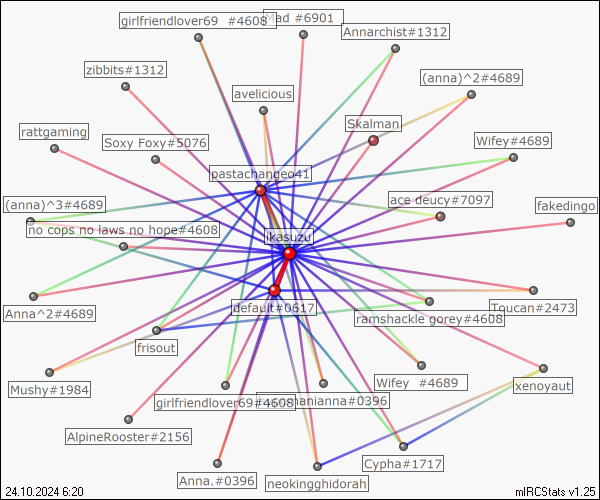 girlfriendlover69 #4608
Mad #6901
Annarchist#1312
zibbits#1312
(anna)^2#4689
avelicious
Skalman
rattgaming
Soxy Foxy#5076
Wifey#4689
pastachangeo41
(anna)^3#4689
ace deucy#7097
fakedingo
no cops no laws no hope#4608
ikasuzu
Anna^2#4689
default#0617
Toucan#2473
ramshackle gorey#4608
frisout
Mushy#1984
Wifey #4689
xenoyaut
girlfriendlover69#4608
#0396
AlpineRooster#2156
Cypha#1717
Anna.#0396
neokingghidorah
24.10.2024 6:20
mIRCStats v1.25